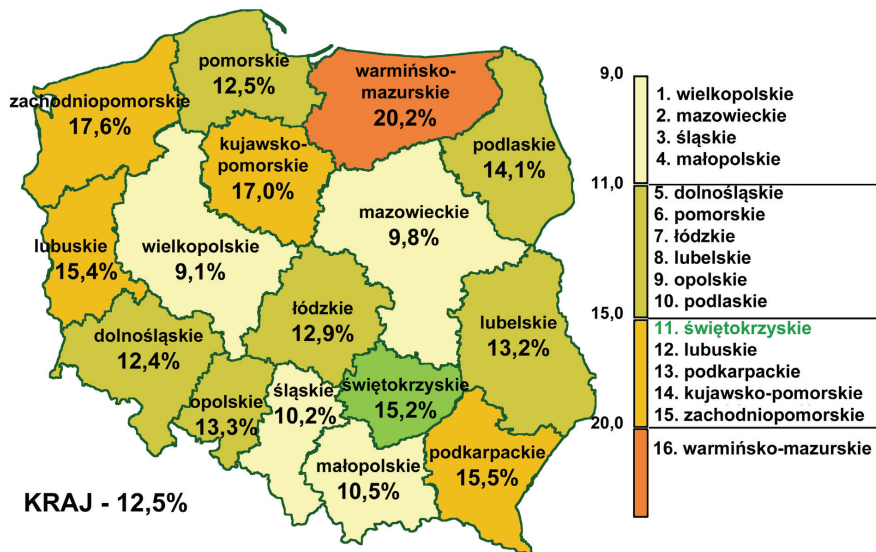 pomorskie
12,5%
warmińsko-
mazurskie
20,2%
zachodniopomorskie
17,6%
kujawsko-
pomorskie
17,0%
podlaskie
14,1%
mazowieckie
9,8%
lubuskie
15,4%
wielkopolskie
9,1%
łódzkie
12,9%
lubelskie
13,2%
dolnośląskie
12,4%
opolskie
13,3%
śląskie
10,2%
świętokrzyskie
15,2%
małopolskie
10,5%
podkarpackie
15,5%
KRAJ - 12,5%
9,0
1. wielkopolskie
2. mazowieckie
3. śląskie
4. małopolskie
11,0
5. dolnośląskie
6. pomorskie
7. łódzkie
8. lubelskie
9. opolskie
10. podlaskie
15,0
11. świętokrzyskie
12. lubuskie
13. podkarpackie
14. kujawsko-pomorskie
15. zachodniopomorskie
20,0
16. warmińsko-mazurskie